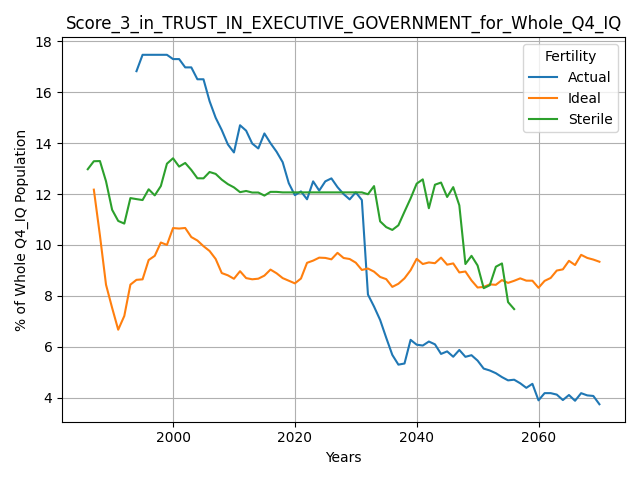 Score_3_in_TRUST_IN_EXECUTIVE_GOVERNMENT_for_Whole_Q4_IQ
% of Whole Q4_IQ Population
18
16
14
12
10
8
6
4
Fertility
Actual
Ideal
Sterile
2000
2020
2040
2060
Years